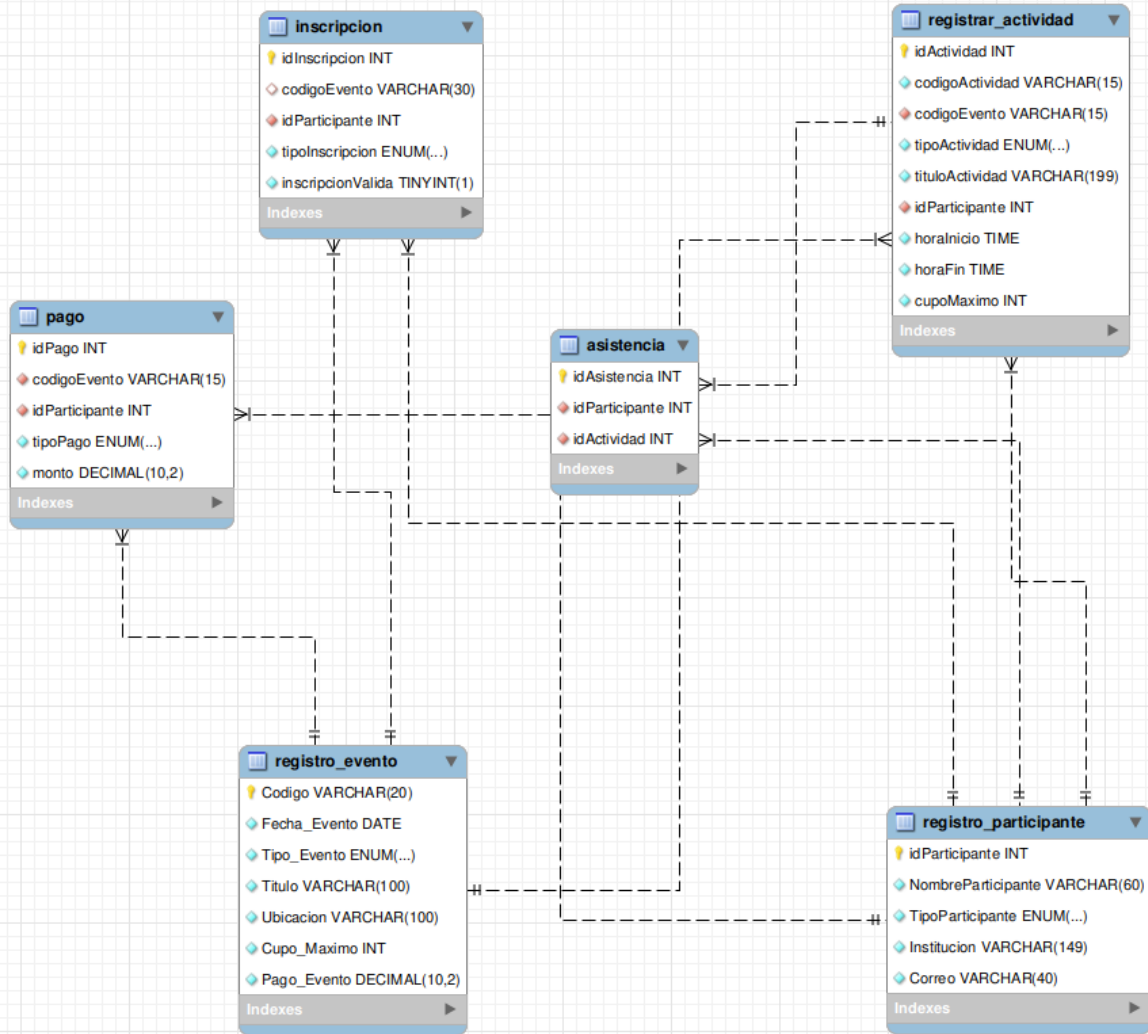 inscripcion
idInscripcion INT
codigoEvento VARCHAR(30)
idParticipante INT
tipoInscripcion ENUM(...)
inscripcionValida TINYINT(1)
Indexes
registrar_actividad
idActividad INT
codigoActividad VARCHAR(15)
codigoEvento VARCHAR(15)
tipoActividad ENUM(...)
tituloActividad VARCHAR(199)
idParticipante INT
horaInicio TIME
horaFin TIME
cupoMaximo INT
Indexes
pago
idPago INT
codigoEvento VARCHAR(15)
idParticipante INT
tipoPago ENUM(...)
monto DECIMAL(10,2)
Indexes
asistencia
idAsistencia INT
idParticipante INT
idActividad INT
Indexes
registro_evento
Codigo VARCHAR(20)
Fecha_Evento DATE
Tipo_Evento ENUM(...)
Titulo VARCHAR(100)
Ubicacion VARCHAR(100)
Cupo_Maximo INT
Pago_Evento DECIMAL(10,2)
Indexes
registro_participante
idParticipante INT
NombreParticipante VARCHAR(60)
TipoParticipante ENUM(...)
Institucion VARCHAR(149)
Correo VARCHAR(40)
Indexes